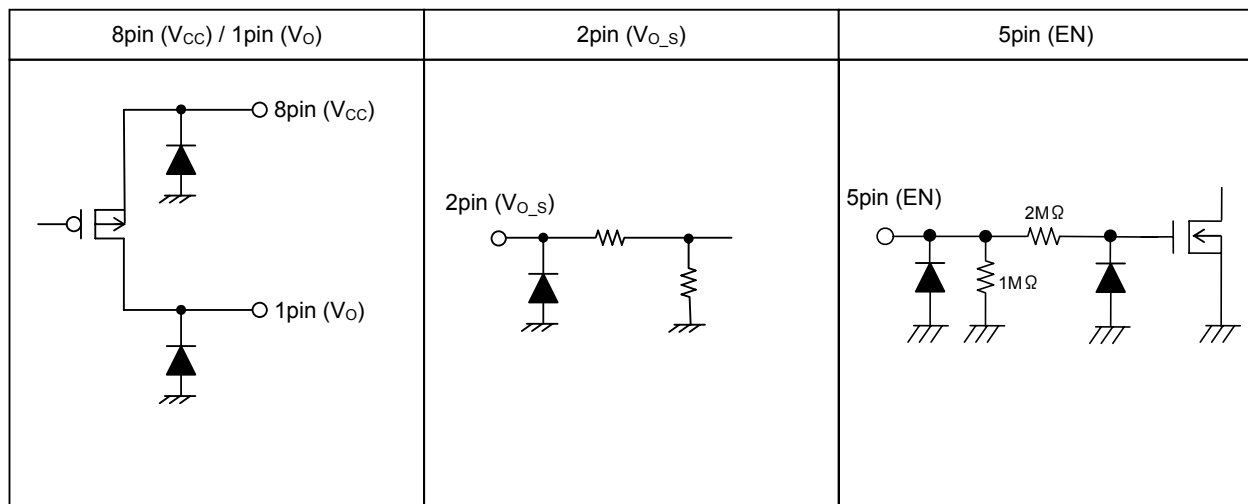 8pin (VCC) / 1pin (VO)
2pin (VO_S)
5pin (EN)
8pin (VCC)
1pin (VO)
2pin (VO_S)
5pin (EN)
2MΩ
1MΩ